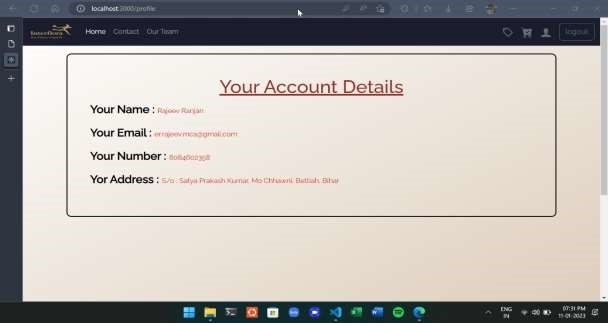 localhost:3000/profile
Home Contact Our Team
logout
Your Account Details
Your Name : Rajeev Ranjan
Your Email : errajeev.mca@gmail.com
Your Number : 8084602398
Yor Address : S/o : Satya Prakash Kumar, Mo Chhawni, Bettiah, Bihar
ENG
IN
07:31 PM
11-01-2023